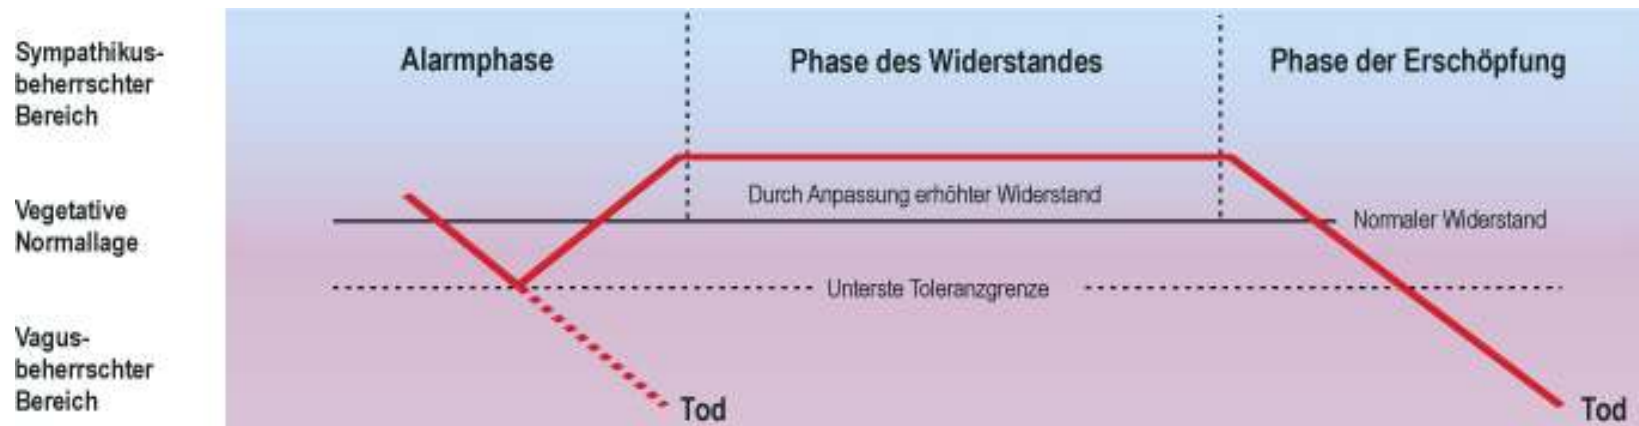 Sympathikus-
beherrschter
Bereich
Alarmphase
Phase des Widerstandes
Phase der Erschöpfung
Durch Anpassung erhöhter Widerstand
Vegetative
Normallage
Normaler Widerstand
Unterste Toleranzgrenze
Vagus-
beherrschter
Bereich
Tod
Tod